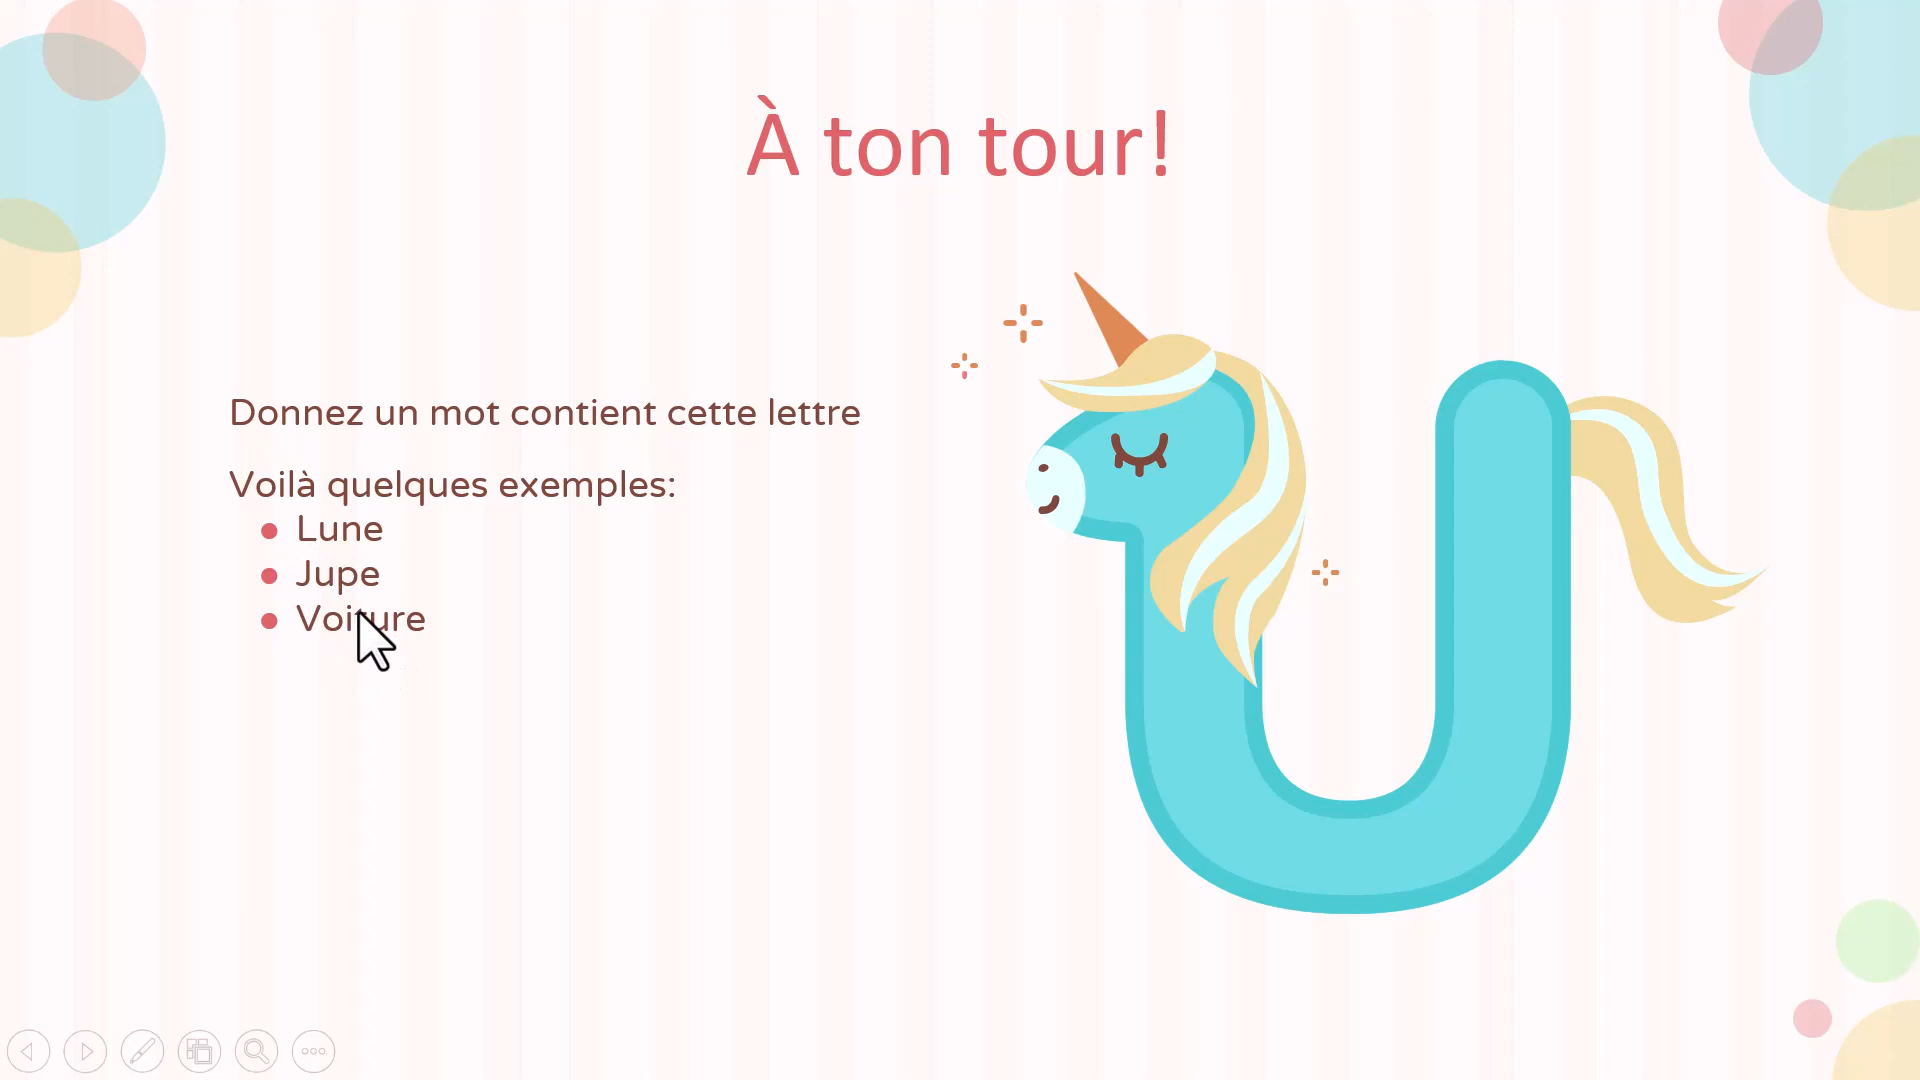 À ton tour!
Donnez un mot contient cette lettre
Voilà quelques exemples:
Lune
Jupe
Voiture
U